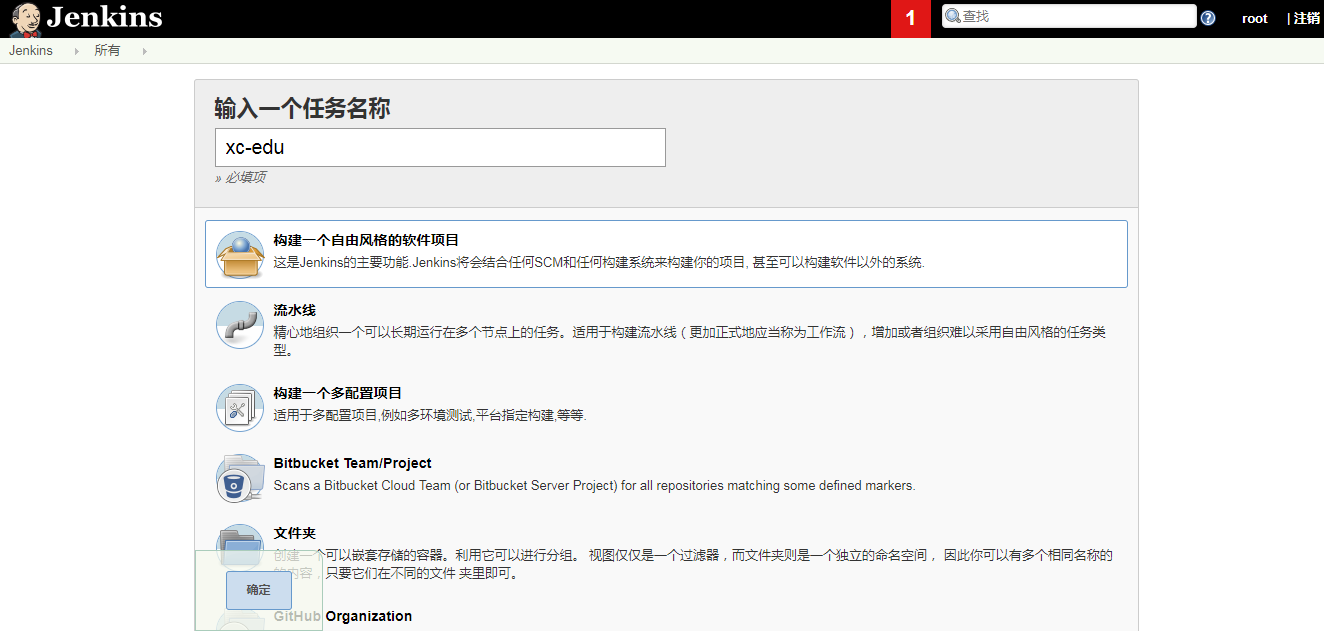 Jenkins
1
查找
root
| 注销
Jenkins
所有
输入一个任务名称
xc-edu
» 必填项
构建一个自由风格的软件项目
这是Jenkins的主要功能.Jenkins将会结合任何SCM和任何构建系统来构建你的项目, 甚至可以构建软件以外的系统.
流水线
精心地组织一个可以长期运行在多个节点上的任务。适用于构建流水线（更加正式地应当称为工作流），增加或者组织难以采用自由风格的任务类
型。
构建一个多配置项目
适用于多配置项目,例如多环境测试,平台指定构建,等等.
Bitbucket Team/Project
Scans a Bitbucket Cloud Team (or Bitbucket Server Project) for all repositories matching some defined markers.
文件夹
创建一个可以嵌套存储的容器。利用它可以进行分组。 视图仅仅是一个过滤器，而文件夹则是一个独立的命名空间， 因此你可以有多个相同名称的
的内容，只要它们在不同的文件 夹里即可。
确定
GitHub Organization